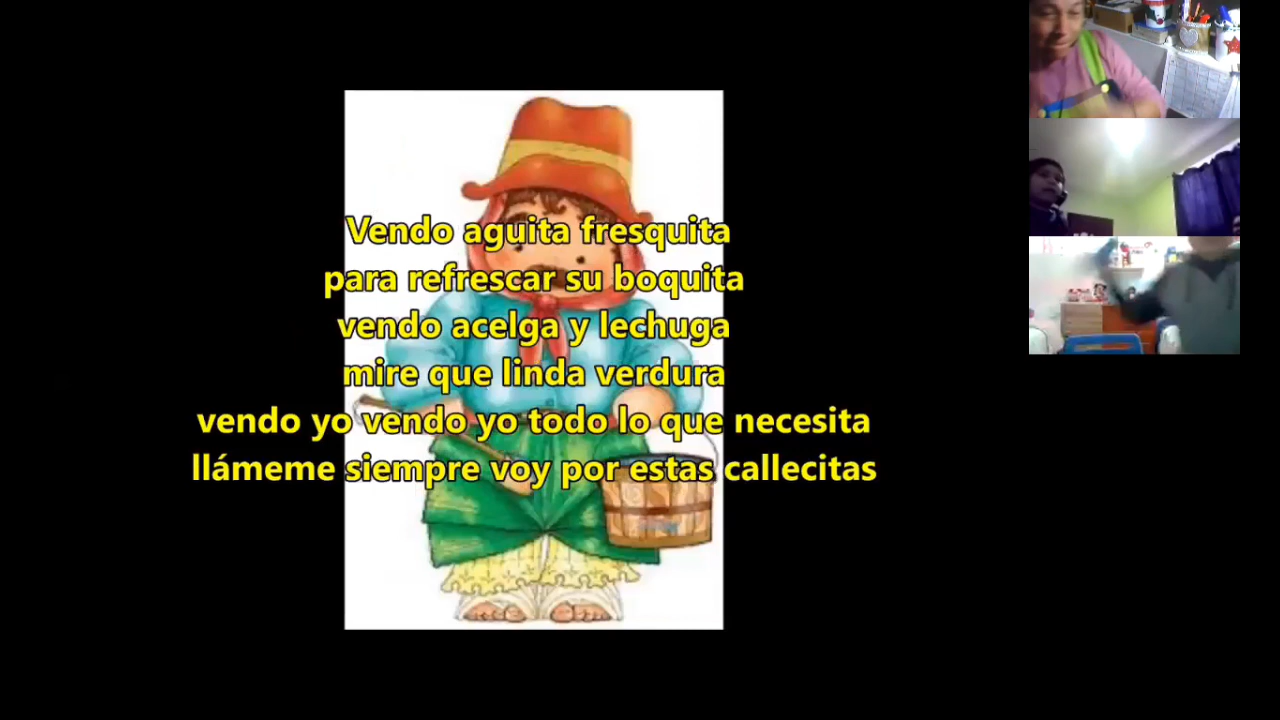 Vendo aguita fresquita
para refrescar su boquita
vendo acelga y lechuga
mire que linda verdura
vendo yo vendo yo todo lo que necesita
llámeme siempre voy por estas callecitas